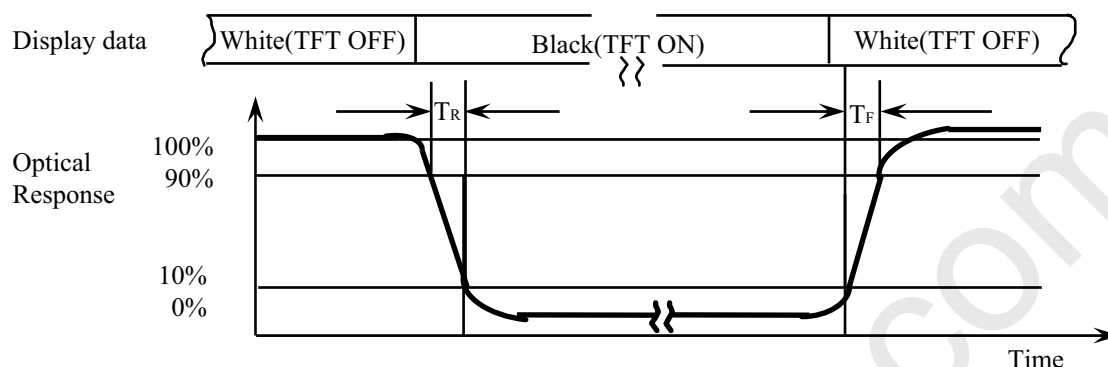 Display data
White(TFT OFF)
Black(TFT ON)
White(TFT OFF)
TR
TF
Optical
Response
100%
90%
10%
0%
Time
com